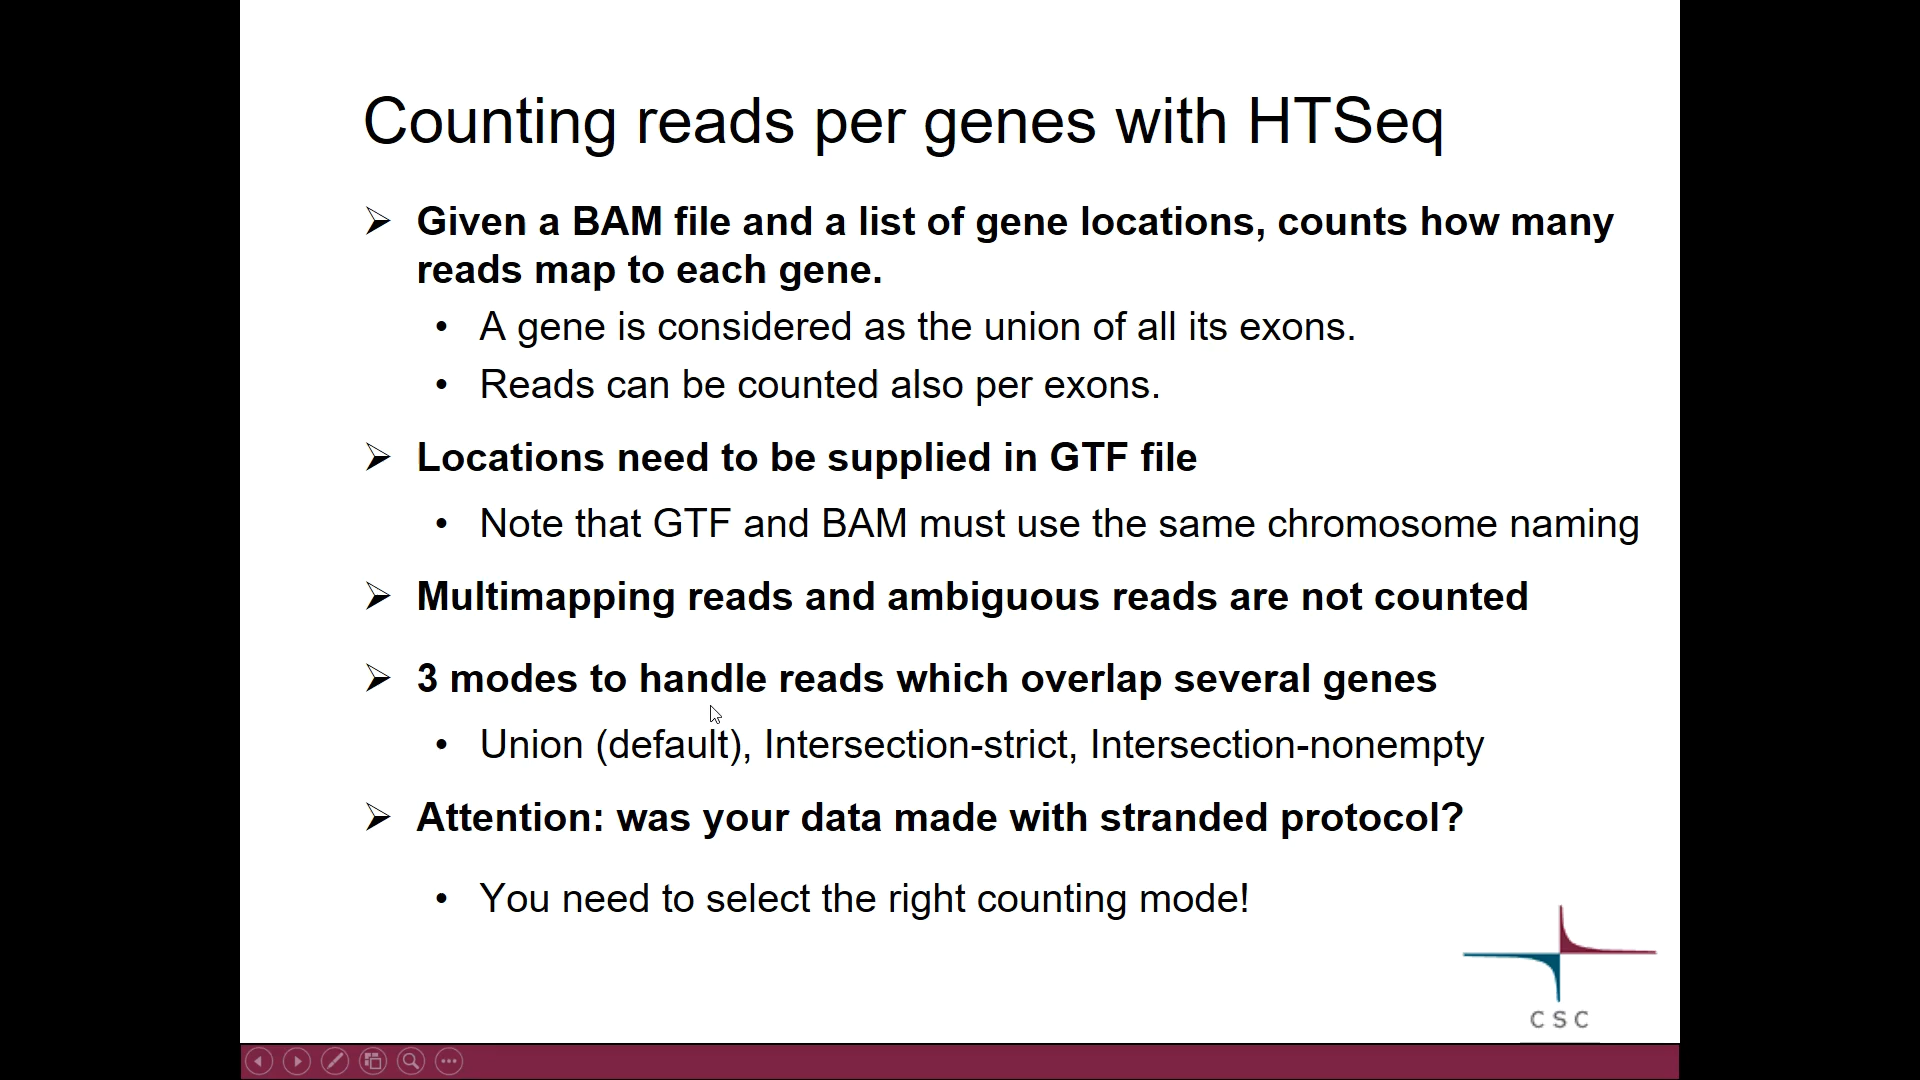 Counting reads per genes with HTSeq
➢ Given a BAM file and a list of gene locations, counts how many
reads map to each gene.
• A gene is considered as the union of all its exons.
• Reads can be counted also per exons.
➢ Locations need to be supplied in GTF file
• Note that GTF and BAM must use the same chromosome naming
➢ Multimapping reads and ambiguous reads are not counted
➢ 3 modes to handle reads which overlap several genes
• Union (default), Intersection-strict, Intersection-nonempty
➢ Attention: was your data made with stranded protocol?
• You need to select the right counting mode!
CSC